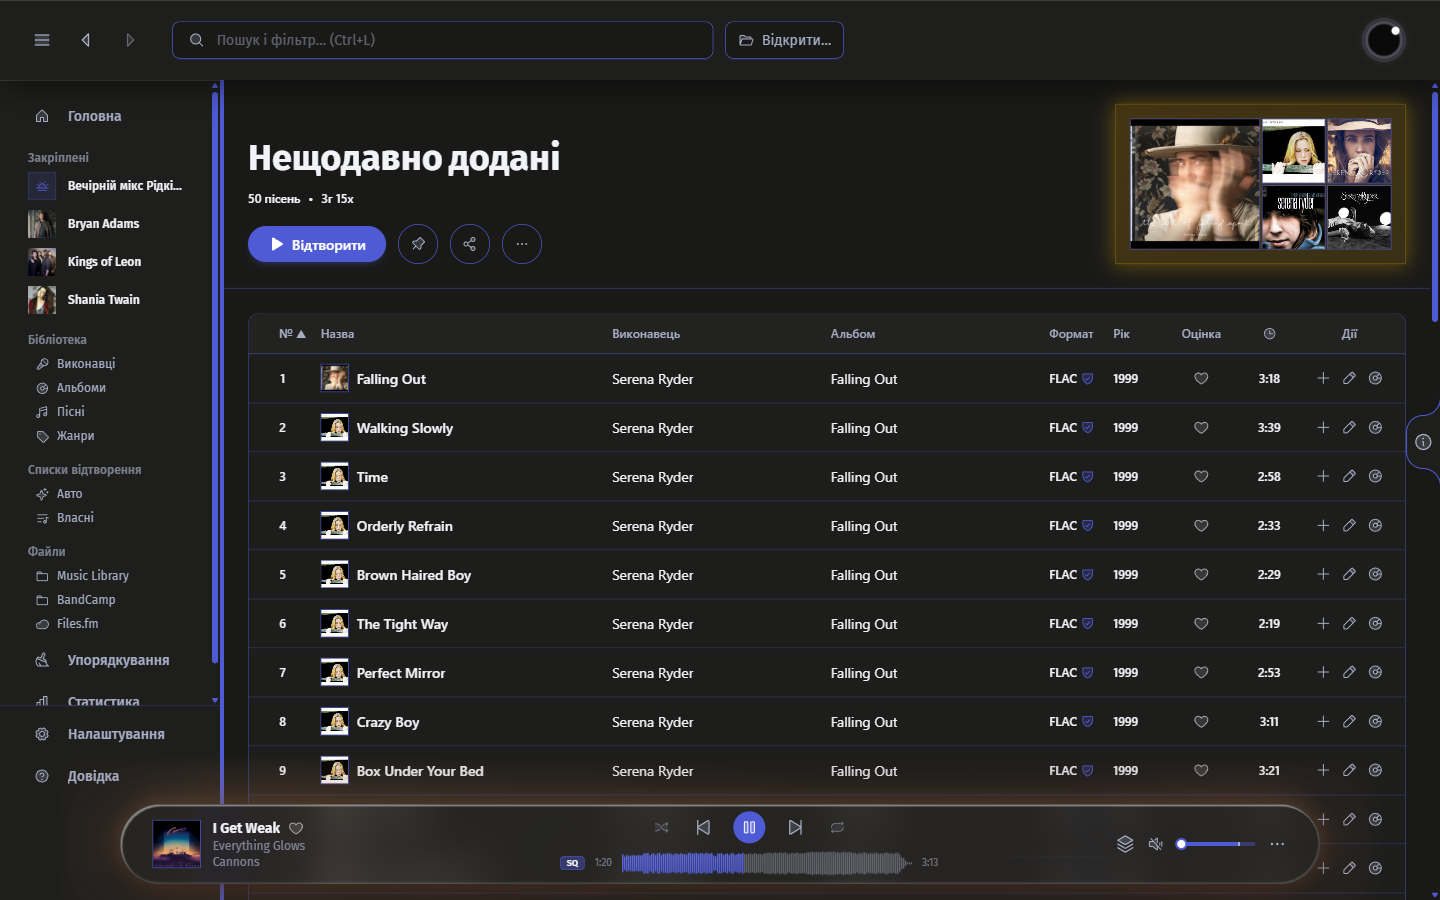 Пошук і фільтр... (Ctrl+L)
Відкрити...
Головна
Закріплені
Вечірній мікс Рідкі...
Bryan Adams
Kings of Leon
Shania Twain
Бібліотека
Виконавці
Альбоми
Пісні
Жанри
Списки відтворення
Авто
Власні
Файли
Music Library
BandCamp
Files.fm
Упорядкування
Статистика
Налаштування
Довідка
Нещодавно додані
50 пісень • 3г 15х
Відтворити
serena ryder
№ Назва Виконавець Альбом Формат Рік Оцінка Дії
1 Falling Out Serena Ryder Falling Out FLAC 1999 3:18
2 Walking Slowly Serena Ryder Falling Out FLAC 1999 3:39
3 Time Serena Ryder Falling Out FLAC 1999 2:58
4 Orderly Refrain Serena Ryder Falling Out FLAC 1999 2:33
5 Brown Haired Boy Serena Ryder Falling Out FLAC 1999 2:29
6 The Tight Way Serena Ryder Falling Out FLAC 1999 2:19
7 Perfect Mirror Serena Ryder Falling Out FLAC 1999 2:53
8 Crazy Boy Serena Ryder Falling Out FLAC 1999 3:11
9 Box Under Your Bed Serena Ryder Falling Out FLAC 1999 3:21
I Get Weak
Everything Glows
Cannons
SQ 1:20 3:13